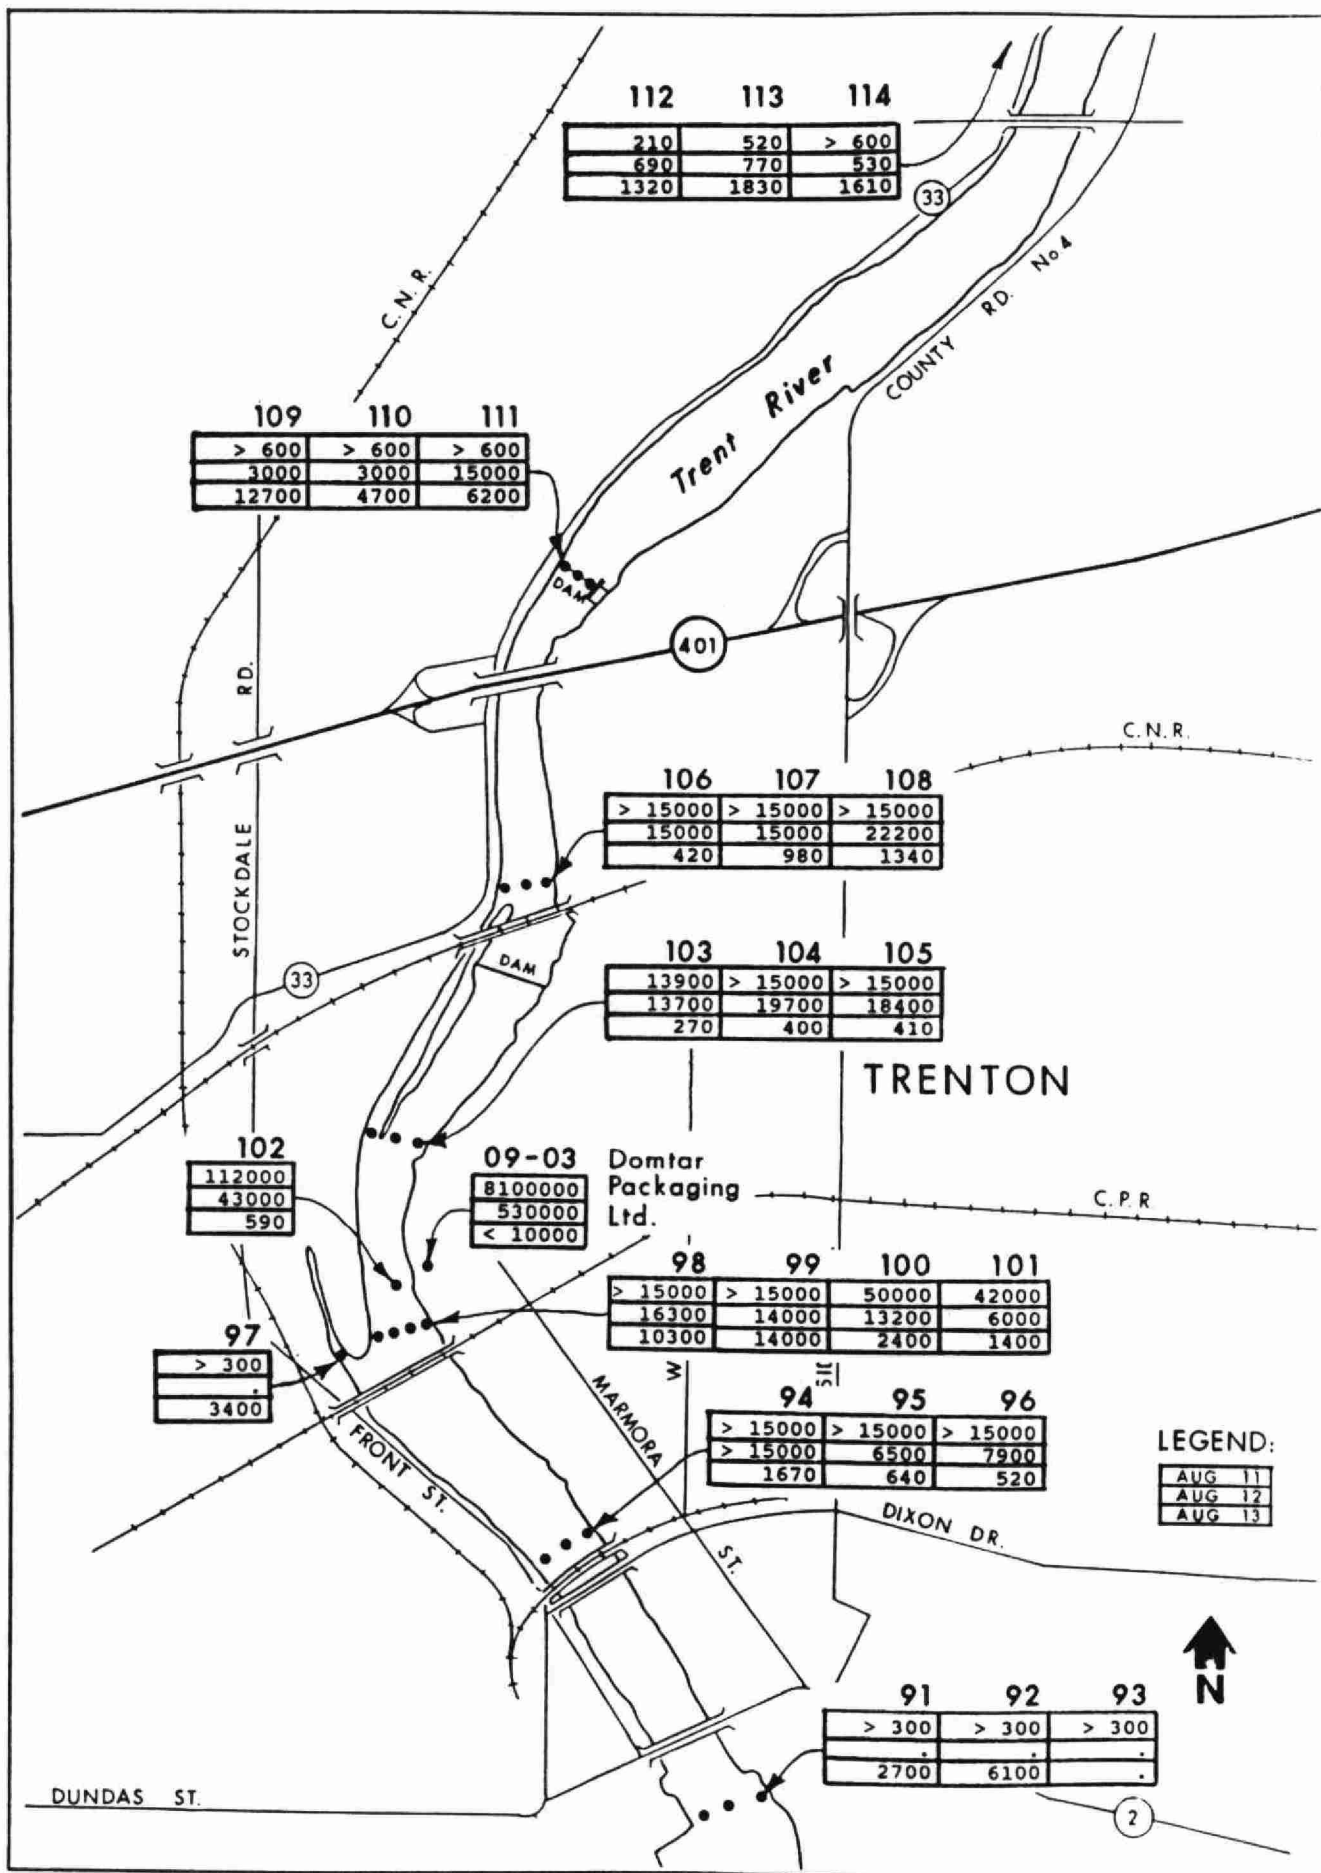 112 113 114
210 520 > 600
690 770 530
1320 1830 1610
33
C.N.R.
COUNTY RD. No 4
Trent River
109 110 111
> 600 > 600 > 600
3000 3000 15000
12700 4700 6200
DAM
401
STOCKDALE RD.
C.N.R.
106 107 108
> 15000 > 15000 > 15000
15000 15000 22200
420 980 1340
33
DAM
103 104 105
13900 > 15000 > 15000
13700 19700 18400
270 400 410
TRENTON
102
112000
43000
590
09-03
8100000
530000
< 10000
Domtar
Packaging
Ltd.
C.P.R.
98 99 100 101
> 15000 > 15000 50000 42000
16300 14000 13200 6000
10300 14000 2400 1400
97
> 300
.
3400
W
FRONT ST.
MARMORA ST.
94 95 96
> 15000 > 15000 > 15000
> 15000 6500 7900
1670 640 520
LEGEND:
AUG 11
AUG 12
AUG 13
DIXON DR.
N
91 92 93
> 300 > 300 > 300
. . .
2700 6100 .
DUNDAS ST.
2